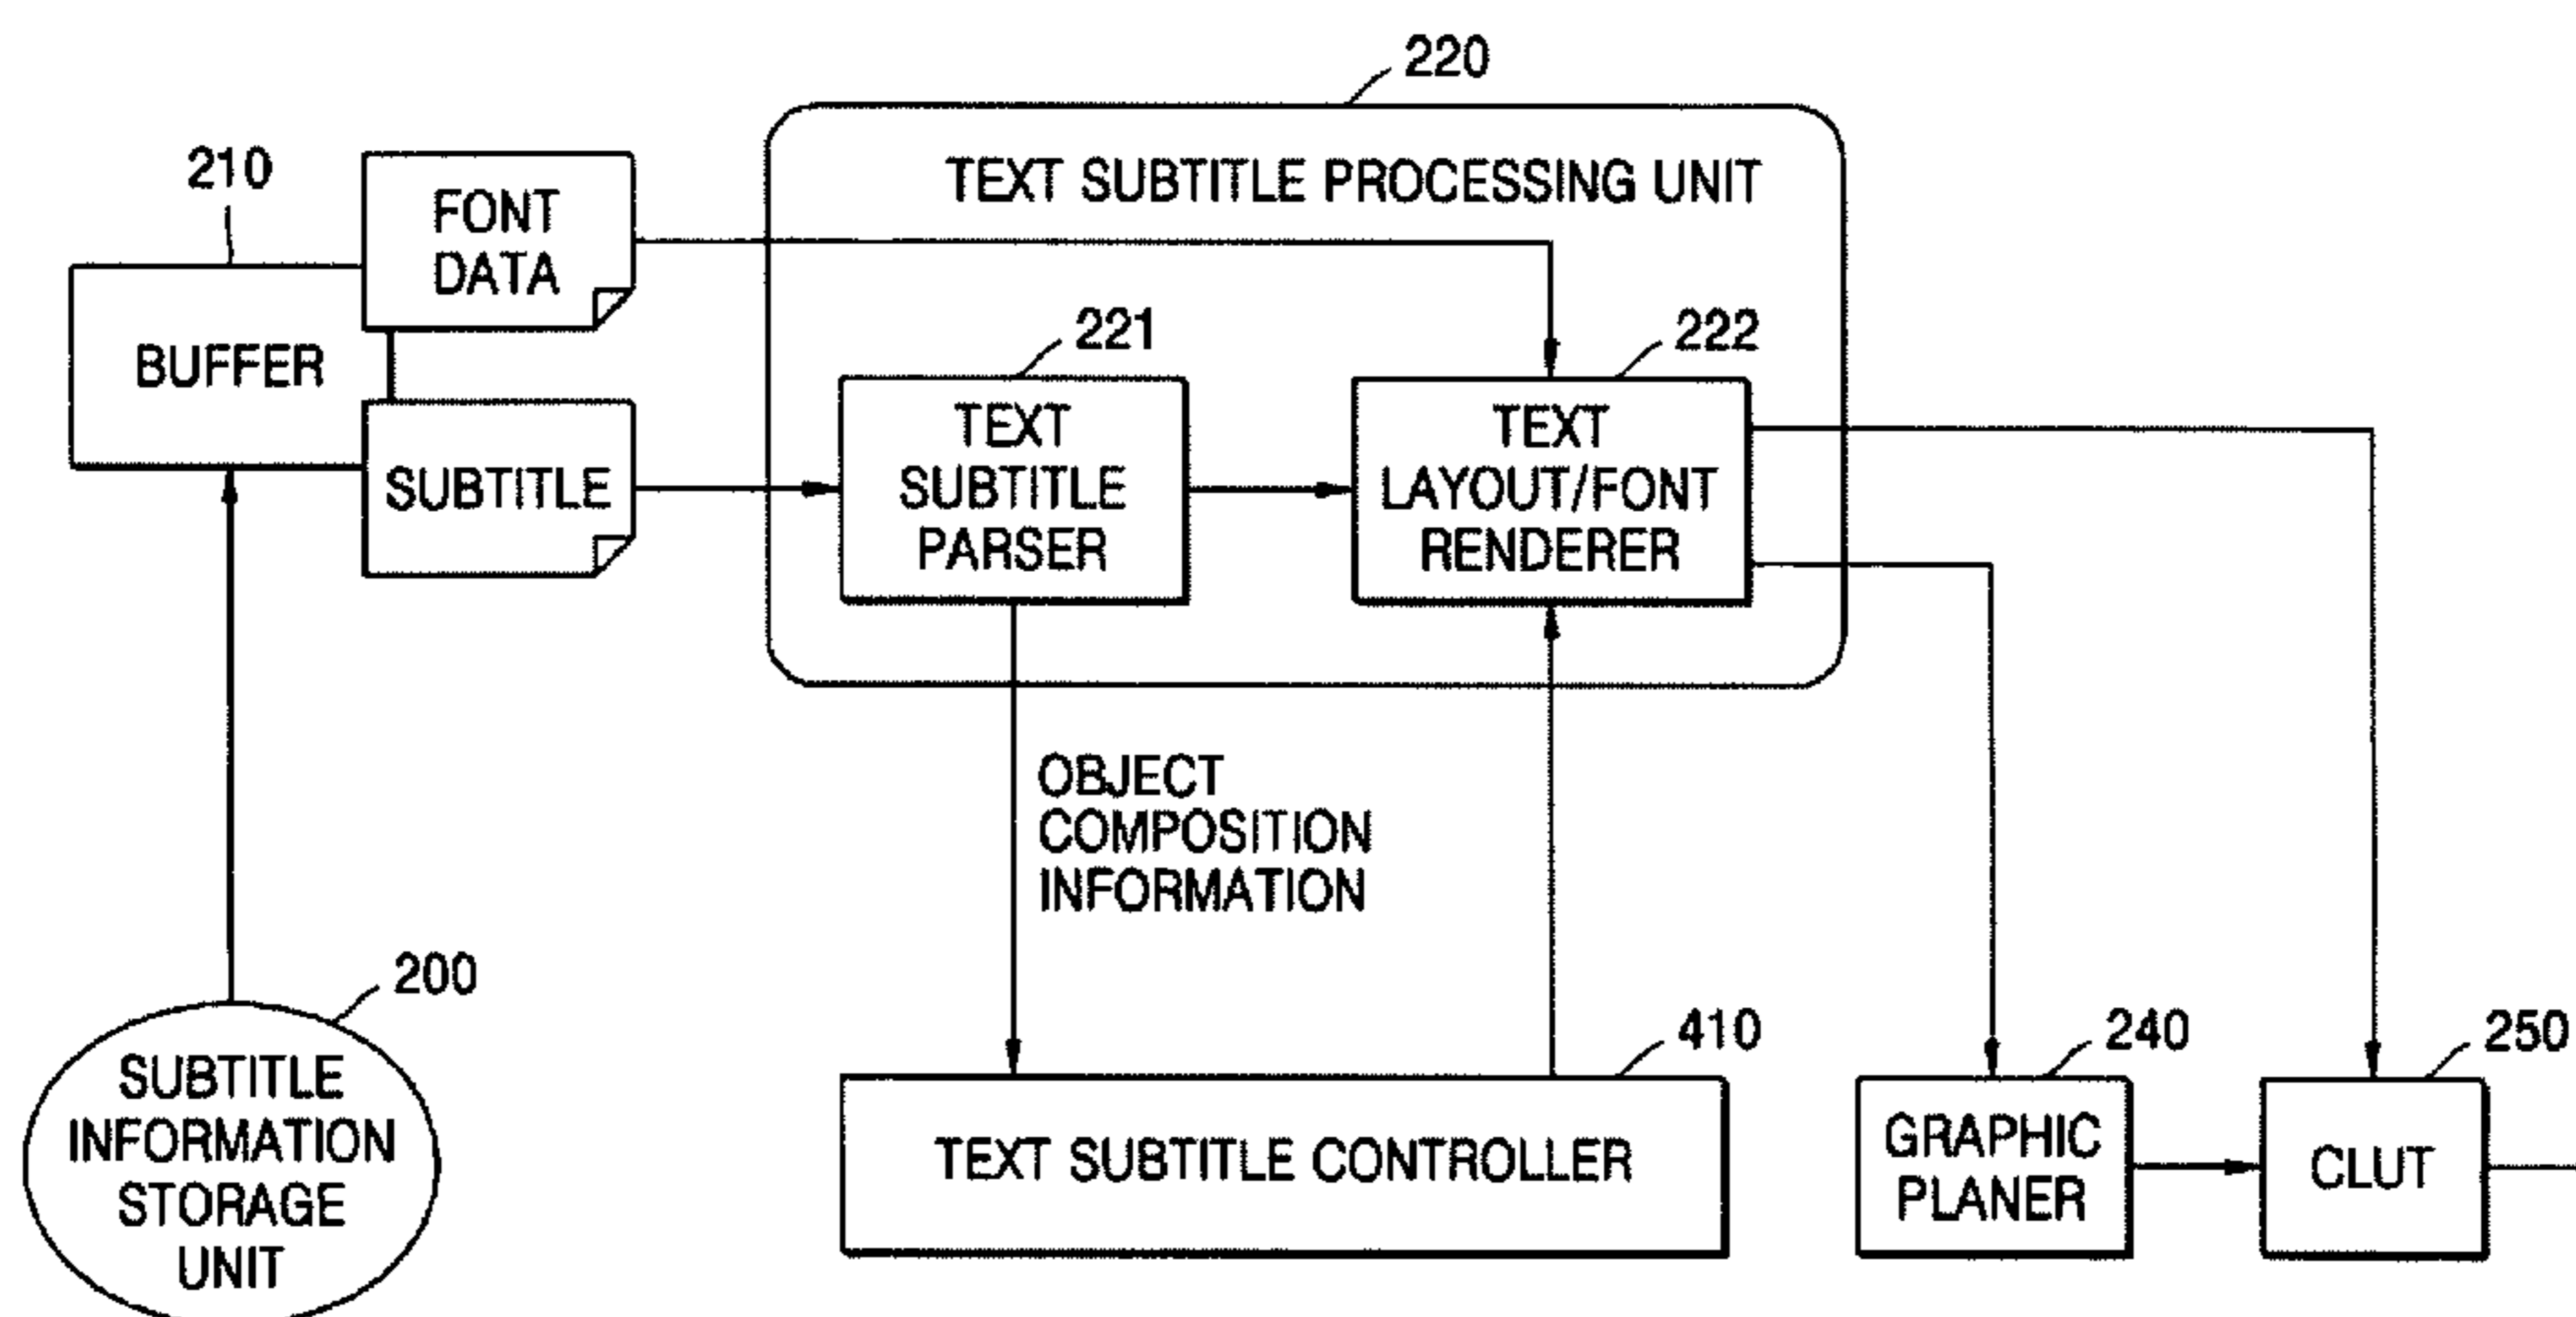 220
210
FONT
DATA
TEXT SUBTITLE PROCESSING UNIT
BUFFER
221
222
SUBTITLE
TEXT
SUBTITLE
PARSER
TEXT
LAYOUT/FONT
RENDERER
OBJECT
COMPOSITION
INFORMATION
200
SUBTITLE
INFORMATION
STORAGE
UNIT
410
TEXT SUBTITLE CONTROLLER
240
GRAPHIC
PLANER
250
CLUT